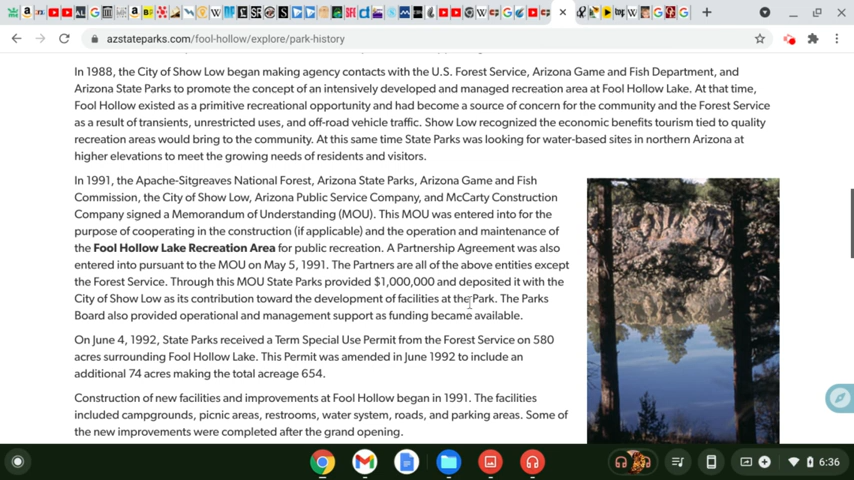 azstateparks.com/fool-hollow/explore/park-history
In 1988, the City of Show Low began making agency contacts with the U.S. Forest Service, Arizona Game and Fish Department, and
Arizona State Parks to promote the concept of an intensively developed and managed recreation area at Fool Hollow Lake. At that time,
Fool Hollow existed as a primitive recreational opportunity and had become a source of concern for the community and the Forest Service
as a result of transients, unrestricted uses, and off-road vehicle traffic. Show Low recognized the economic benefits tourism tied to quality
recreation areas would bring to the community. At this same time State Parks was looking for water-based sites in northern Arizona at
higher elevations to meet the growing needs of residents and visitors.
In 1991, the Apache-Sitgreaves National Forest, Arizona State Parks, Arizona Game and Fish
Commission, the City of Show Low, Arizona Public Service Company, and McCarty Construction
Company signed a Memorandum of Understanding (MOU). This MOU was entered into for the
purpose of cooperating in the construction (if applicable) and the operation and maintenance of
the Fool Hollow Lake Recreation Area for public recreation. A Partnership Agreement was also
entered into pursuant to the MOU on May 5, 1991. The Partners are all of the above entities except
the Forest Service. Through this MOU State Parks provided $1,000,000 and deposited it with the
City of Show Low as its contribution toward the development of facilities at the Park. The Parks
Board also provided operational and management support as funding became available.
On June 4, 1992, State Parks received a Term Special Use Permit from the Forest Service on 580
acres surrounding Fool Hollow Lake. This Permit was amended in June 1992 to include an
additional 74 acres making the total acreage 654.
Construction of new facilities and improvements at Fool Hollow began in 1991. The facilities
included campgrounds, picnic areas, restrooms, water system, roads, and parking areas. Some of
the new improvements were completed after the grand opening.
6:36